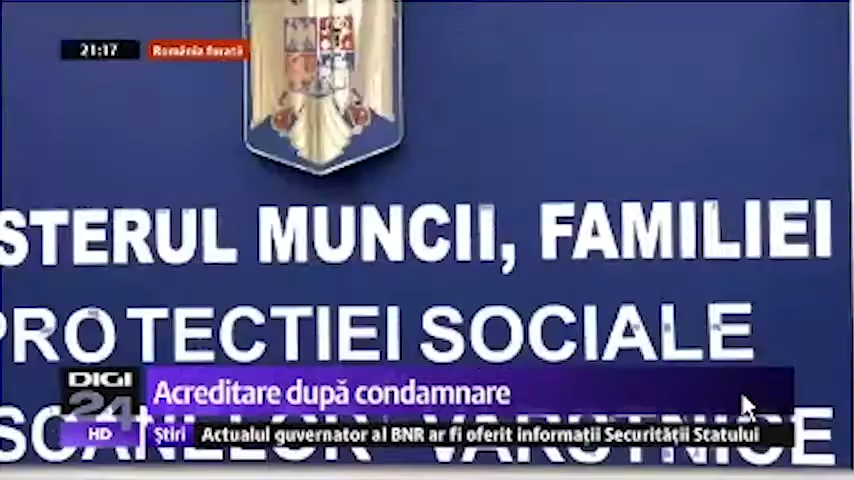 21:17
România furată
STERUL MUNCII, FAMILIEI
PROTECTIEI SOCIALE
DIGI
24
HD
Acreditare după condamnare
Știri
Actualul guvernator al BNR ar fi oferit informații Securității Statului